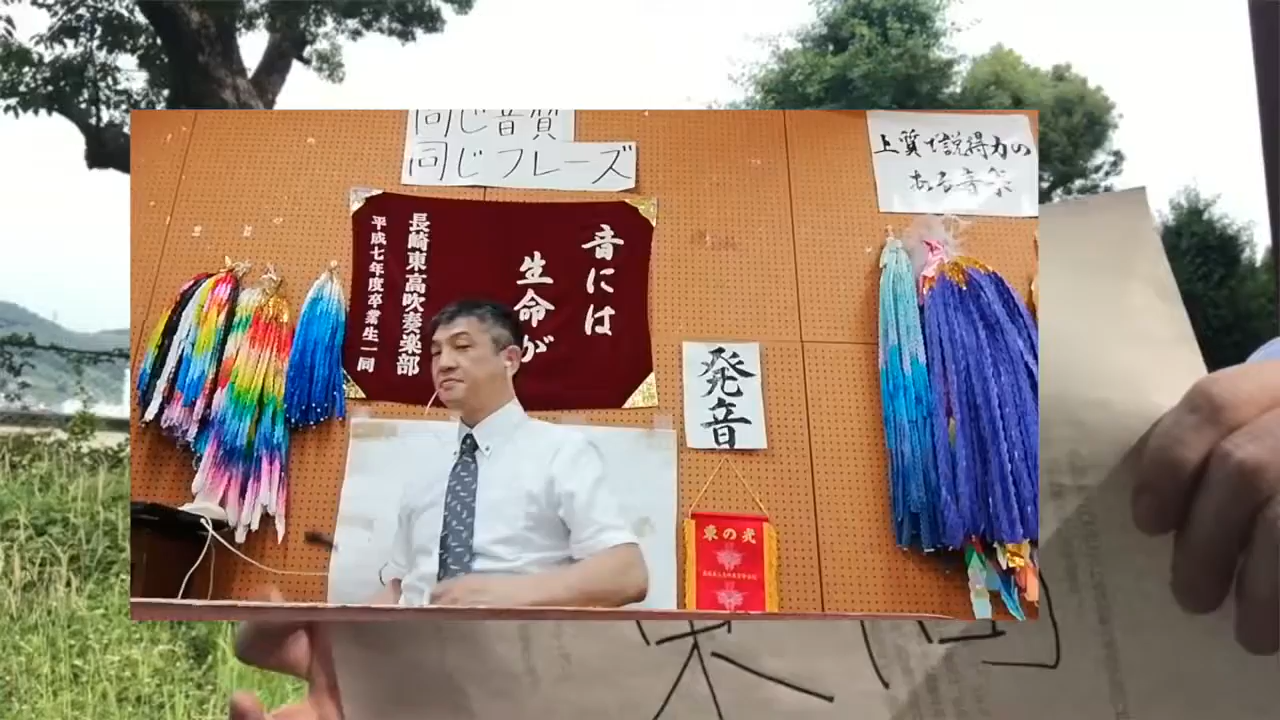 同じ音質
同じフレーズ
上質で説得力の
ある音楽
音には
生命が
長崎東高吹奏楽部
平成七年度卒業生一同
発音
東の光